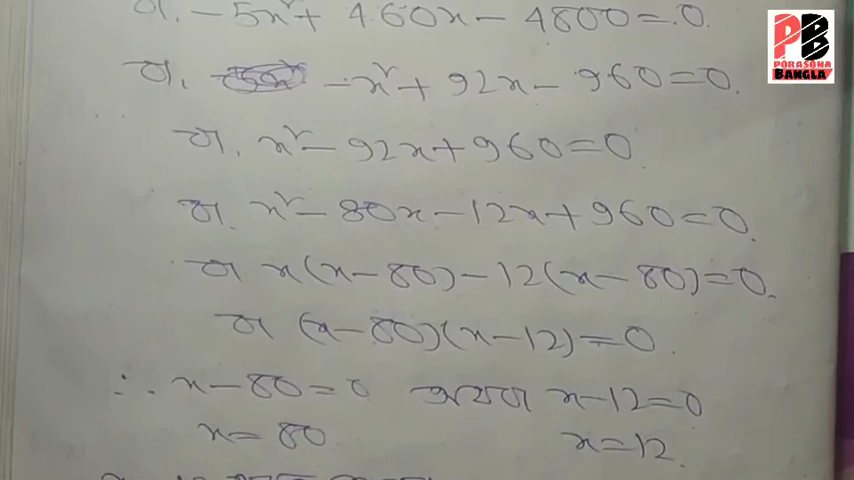 বা, -5x² + 460x - 4800 = 0.
বা, -x² + 92x - 960 = 0.
বা, x² - 92x + 960 = 0
বা, x² - 80x - 12x + 960 = 0.
বা x(x - 80) - 12(x - 80) = 0.
বা (x - 80)(x - 12) = 0.
∴ x - 80 = 0 অথবা x - 12 = 0
x = 80 x = 12.
PB
PORASONA
BANGLA